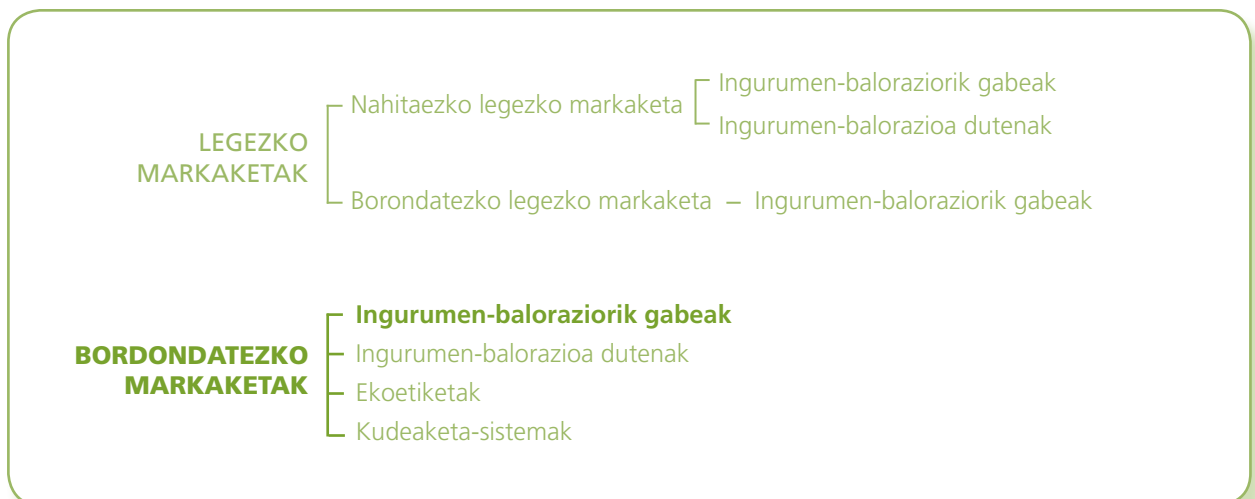 LEGEZKO
MARKAKETAK
Nahitaezko legezko markaketa
Ingurumen-baloraziorik gabeak
Ingurumen-balorazioa dutenak
Borondatezko legezko markaketa – Ingurumen-baloraziorik gabeak
BORDONDATEZKO
MARKAKETAK
Ingurumen-baloraziorik gabeak
Ingurumen-balorazioa dutenak
Ekoetiketak
Kudeaketa-sistemak